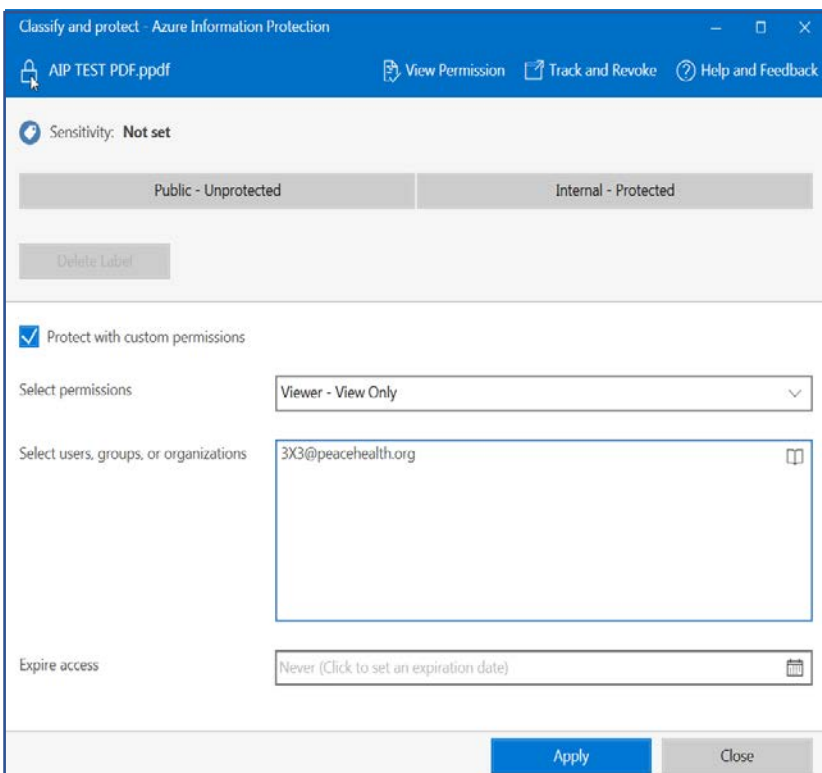 Classify and protect - Azure Information Protection
AIP TEST PDF.ppdf View Permission Track and Revoke Help and Feedback
Sensitivity: Not set
Public - Unprotected Internal - Protected
Delete Label
Protect with custom permissions
Select permissions Viewer - View Only
Select users, groups, or organizations 3X3@peacehealth.org
Expire access Never (Click to set an expiration date)
Apply Close